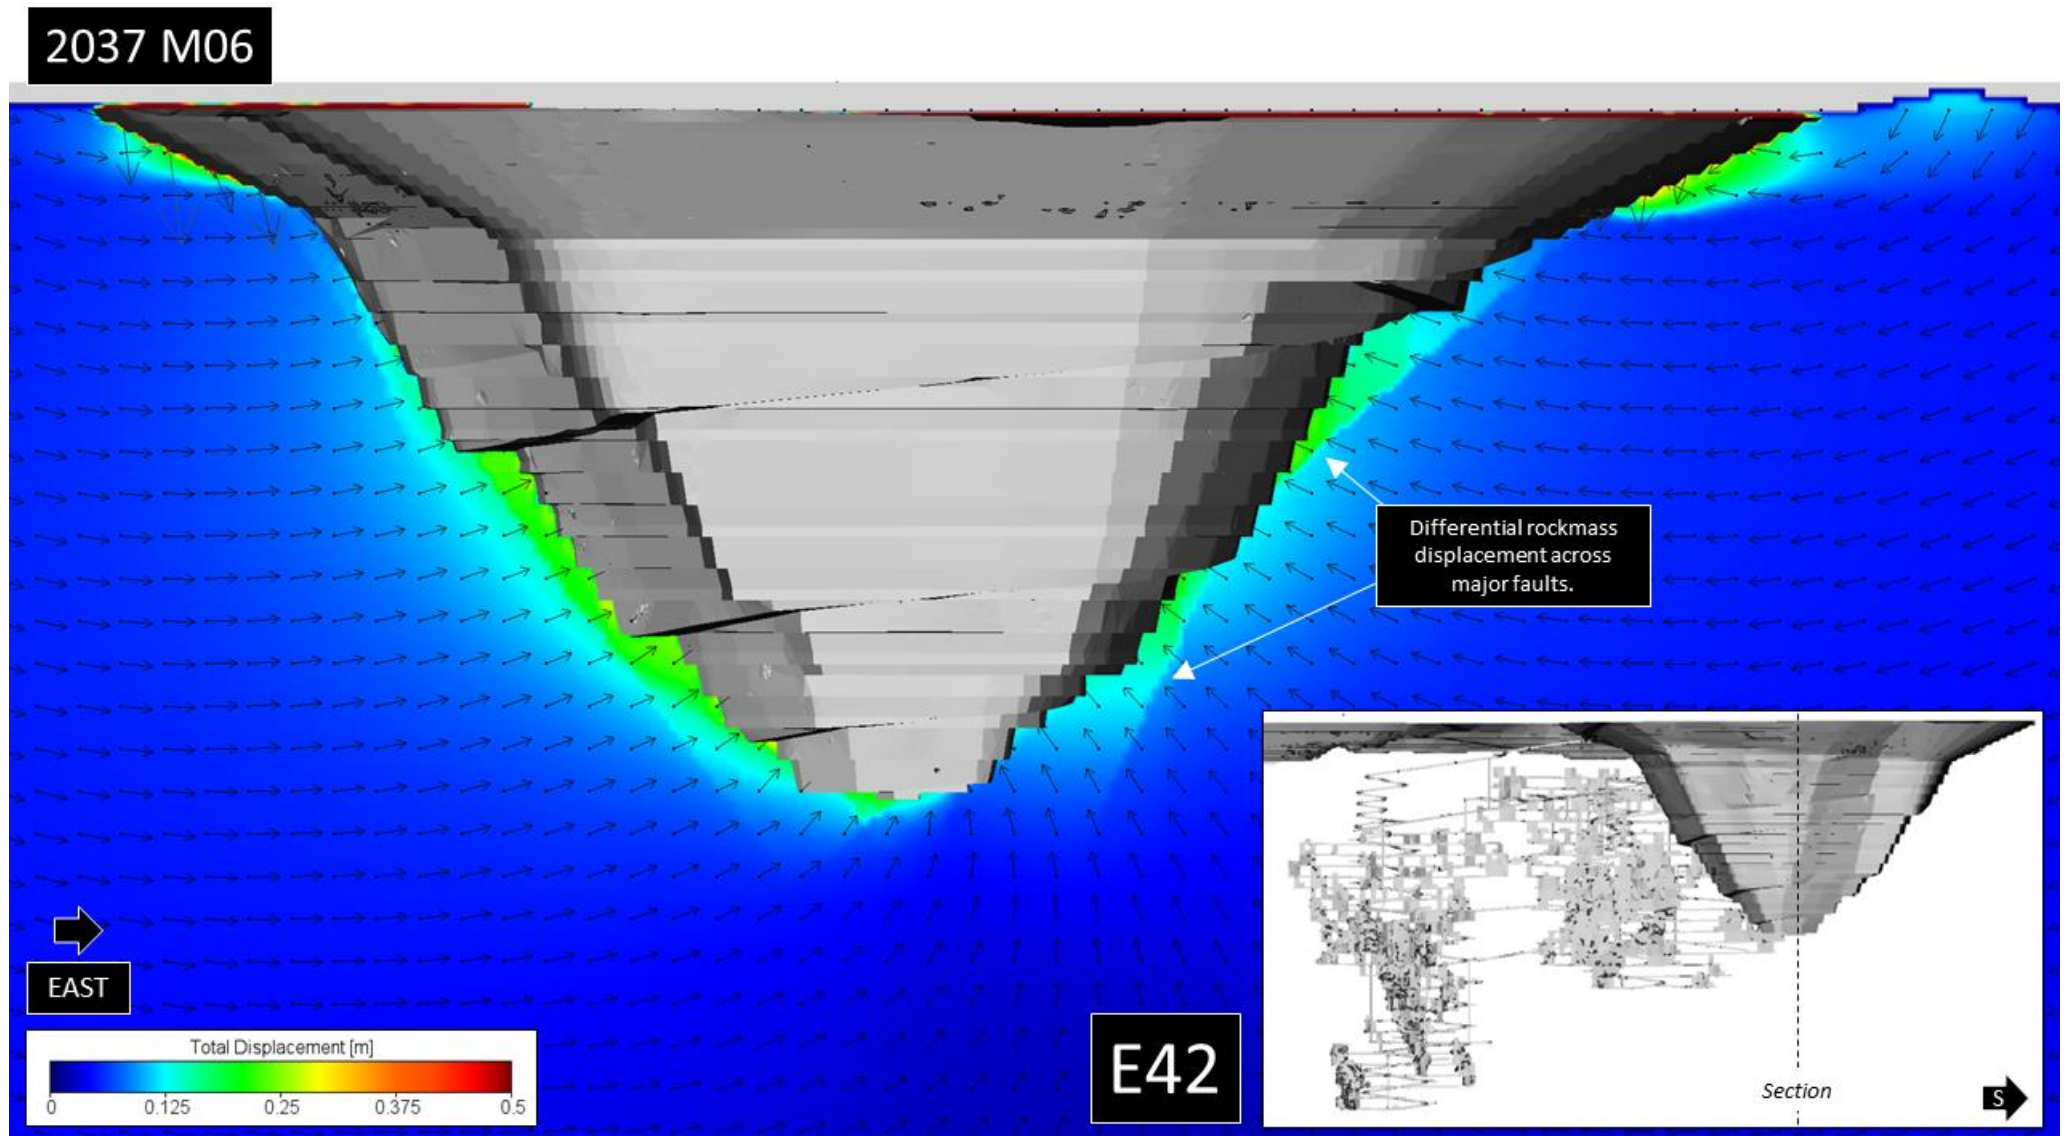 2037 M06
Differential rockmass
displacement across
major faults.
EAST
Total Displacement [m]
0 0.125 0.25 0.375 0.5
E42
Section
S